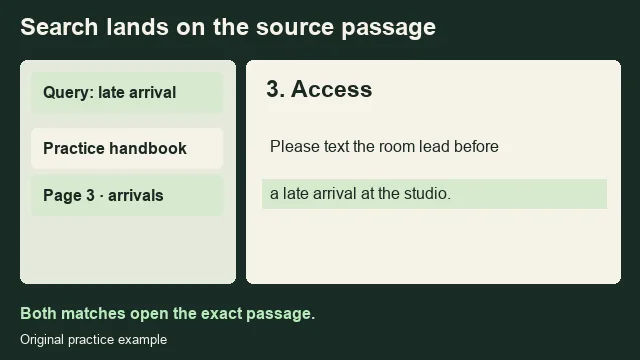 Search lands on the source passage
Query: late arrival
Practice handbook
Page 3 · arrivals
3. Access
Please text the room lead before
a late arrival at the studio.
Both matches open the exact passage.
Original practice example